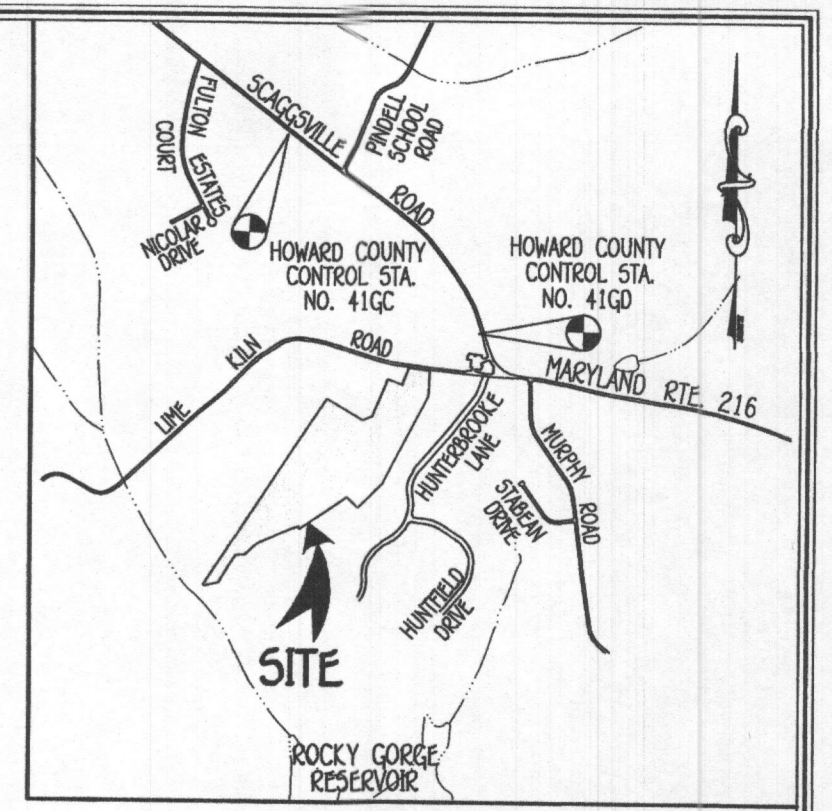 SCAGGSVILLE
ROAD
PINDELL
SCHOOL
ROAD
FULTON
ESTATES
COURT
NICOLAR
DRIVE
HOWARD COUNTY
CONTROL STA.
NO. 41GC
HOWARD COUNTY
CONTROL STA.
NO. 41GD
LIME
KILN
ROAD
MARYLAND RTE. 216
HUNTERBROOKE
LANE
MURPHY
ROAD
STABEAN
DRIVE
HUNTFIELD
DRIVE
SITE
ROCKY GORGE
RESERVOIR